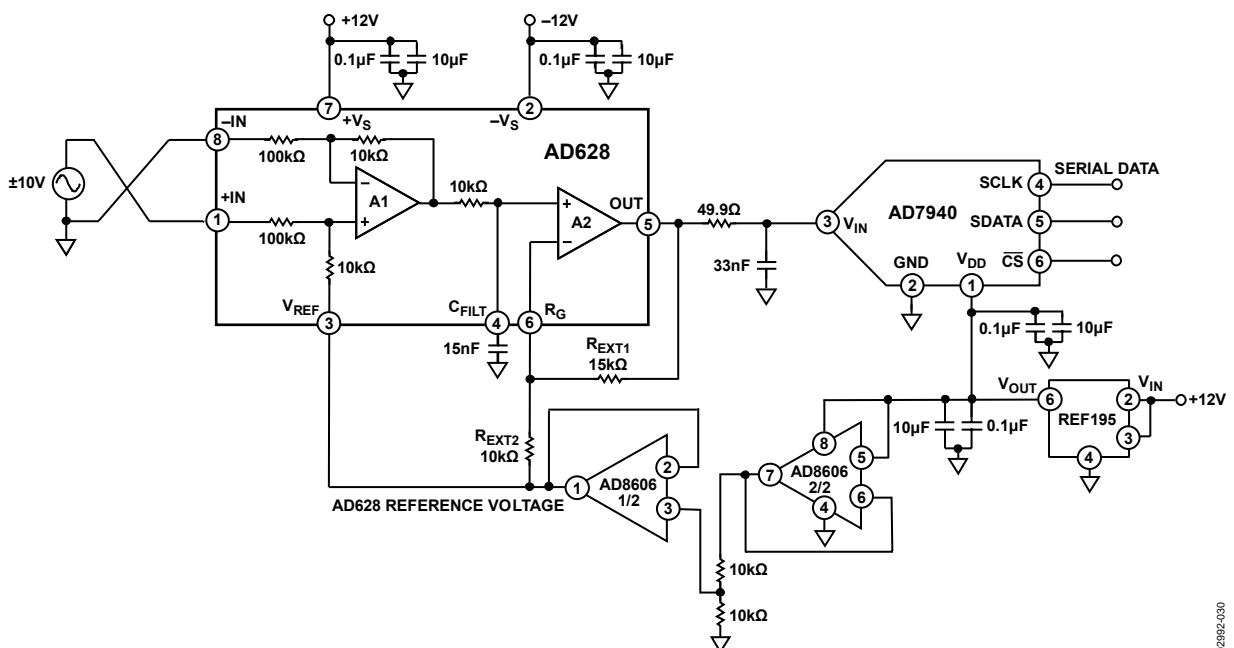 +12V
–12V
0.1µF
10µF
0.1µF
10µF
7
2
+VS
–VS
–IN
8
100kΩ
10kΩ
AD628
±10V
–
A1
+
10kΩ
+
A2
–
OUT
5
49.9Ω
+IN
1
100kΩ
10kΩ
VREF
3
CFILT
4
RG
6
15nF
33nF
3
VIN
AD7940
SCLK
4
SERIAL DATA
SDATA
5
CS
6
GND
2
VDD
1
0.1µF
10µF
REXT1
15kΩ
REXT2
10kΩ
VOUT
6
REF195
VIN
2
+12V
3
4
10µF
0.1µF
8
5
7
AD8606
2/2
6
4
1
AD8606
1/2
2
3
AD628 REFERENCE VOLTAGE
10kΩ
10kΩ
02992-030